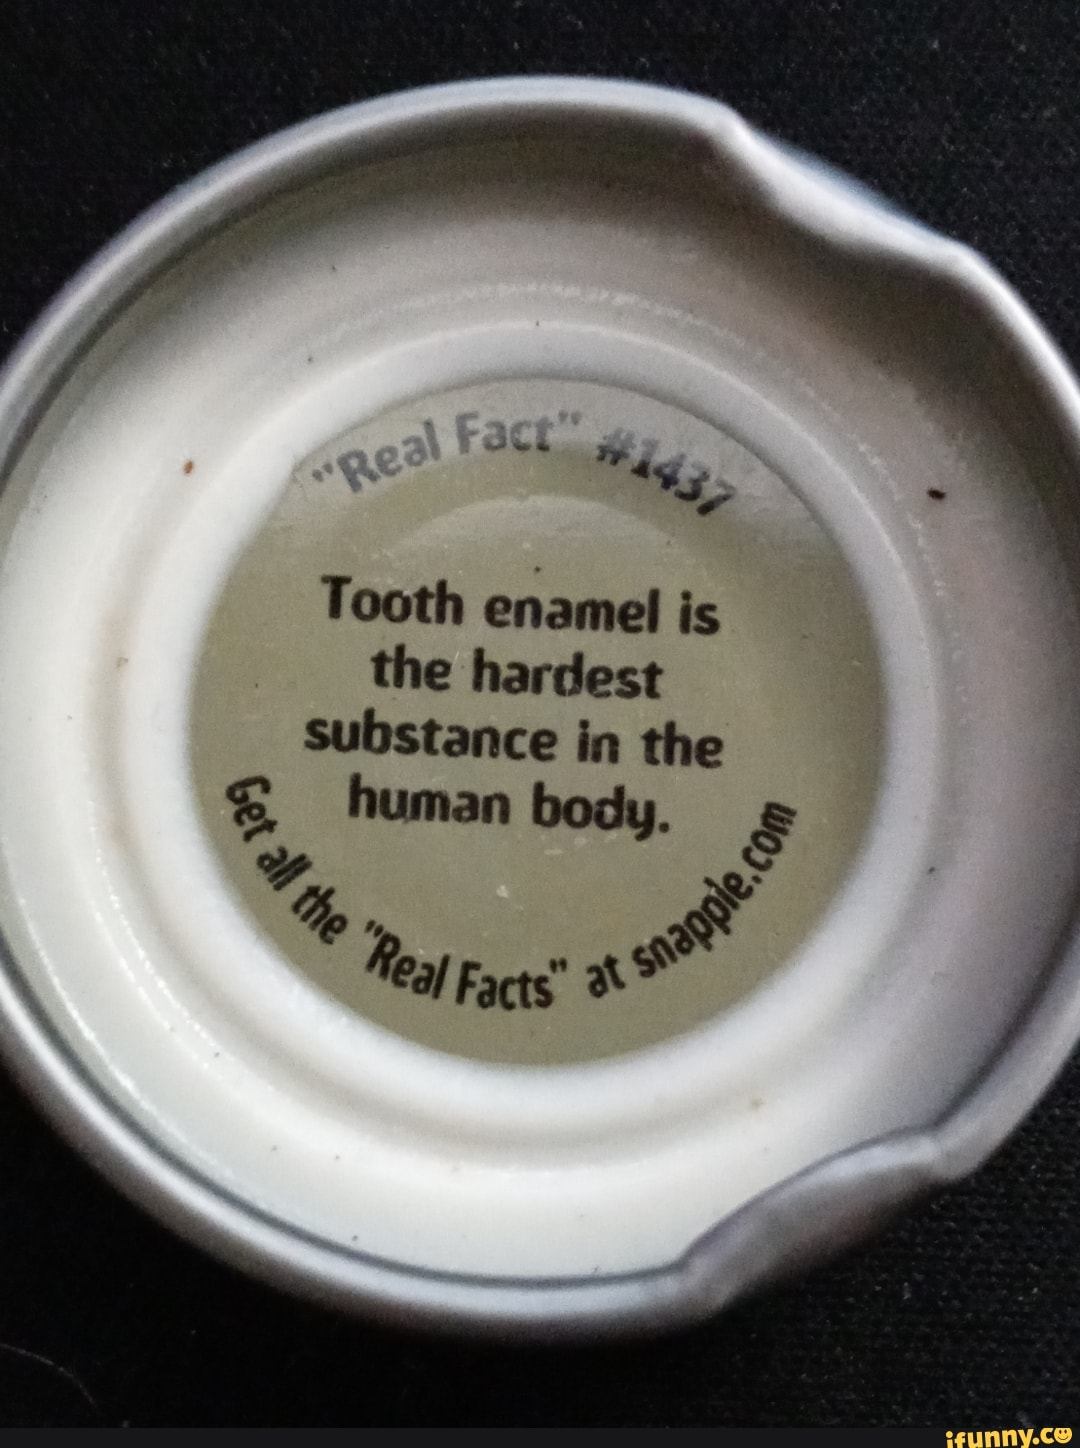 "Real Fact" #1437
Tooth enamel is
the hardest
substance in the
human body.
Get all the "Real Facts" at snapple.com
ifunny.co